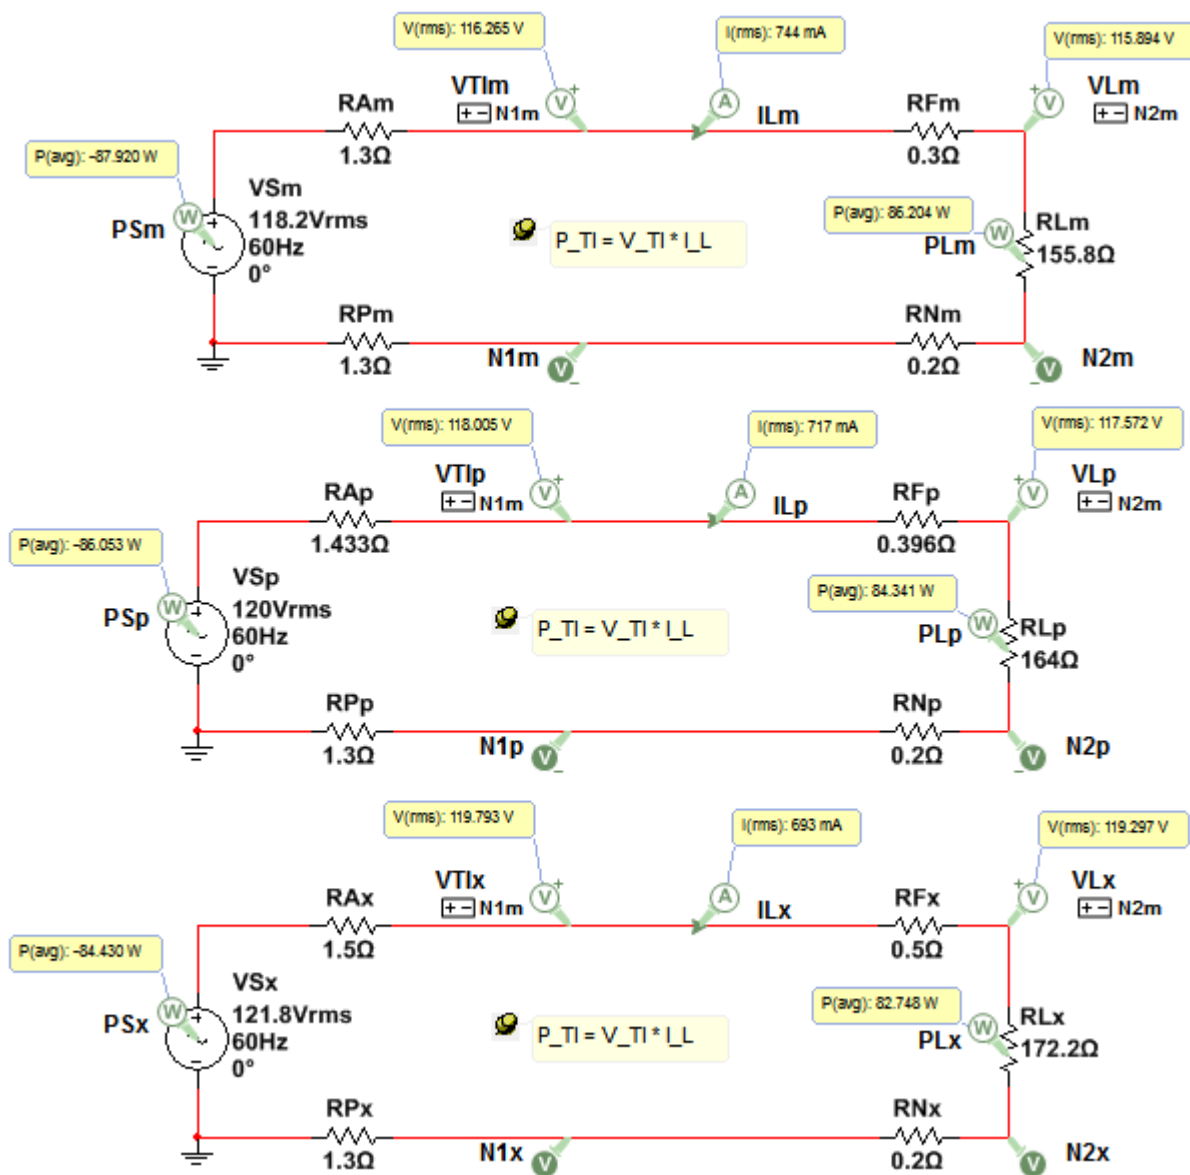 V(rms): 116.265 V
I(rms): 744 mA
V(rms): 115.894 V
VTIm
N1m
VLm
N2m
RAm
1.3Ω
V
A
ILm
RFm
0.3Ω
V
P(avg): -87.920 W
PSm
W
VSm
118.2Vrms
60Hz
0°
P_TI = V_TI * I_L
P(avg): 86.204 W
PLm
W
RLm
155.8Ω
RPm
1.3Ω
N1m
V
RNm
0.2Ω
V
N2m
V(rms): 118.005 V
I(rms): 717 mA
V(rms): 117.572 V
VTIp
N1m
VLp
N2m
RAp
1.433Ω
V
A
ILp
RFp
0.396Ω
V
P(avg): -86.053 W
PSp
W
VSp
120Vrms
60Hz
0°
P_TI = V_TI * I_L
P(avg): 84.341 W
PLp
W
RLp
164Ω
RPp
1.3Ω
N1p
V
RNp
0.2Ω
V
N2p
V(rms): 119.793 V
I(rms): 693 mA
V(rms): 119.297 V
VTIx
N1m
VLx
N2m
RAx
1.5Ω
V
A
ILx
RFx
0.5Ω
V
P(avg): -84.430 W
PSx
W
VSx
121.8Vrms
60Hz
0°
P_TI = V_TI * I_L
P(avg): 82.748 W
PLx
W
RLx
172.2Ω
RPx
1.3Ω
N1x
V
RNx
0.2Ω
V
N2x